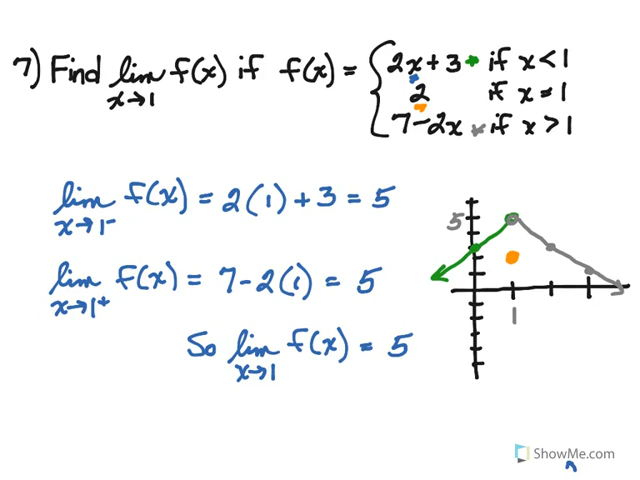 7) Find lim x→1 f(x) if f(x) = { 2x + 3 if x < 1
2 if x = 1
7 − 2x if x > 1
lim x→1⁻ f(x) = 2(1) + 3 = 5
lim x→1⁺ f(x) = 7 − 2(1) = 5
So lim x→1 f(x) = 5
5
1
ShowMe.com